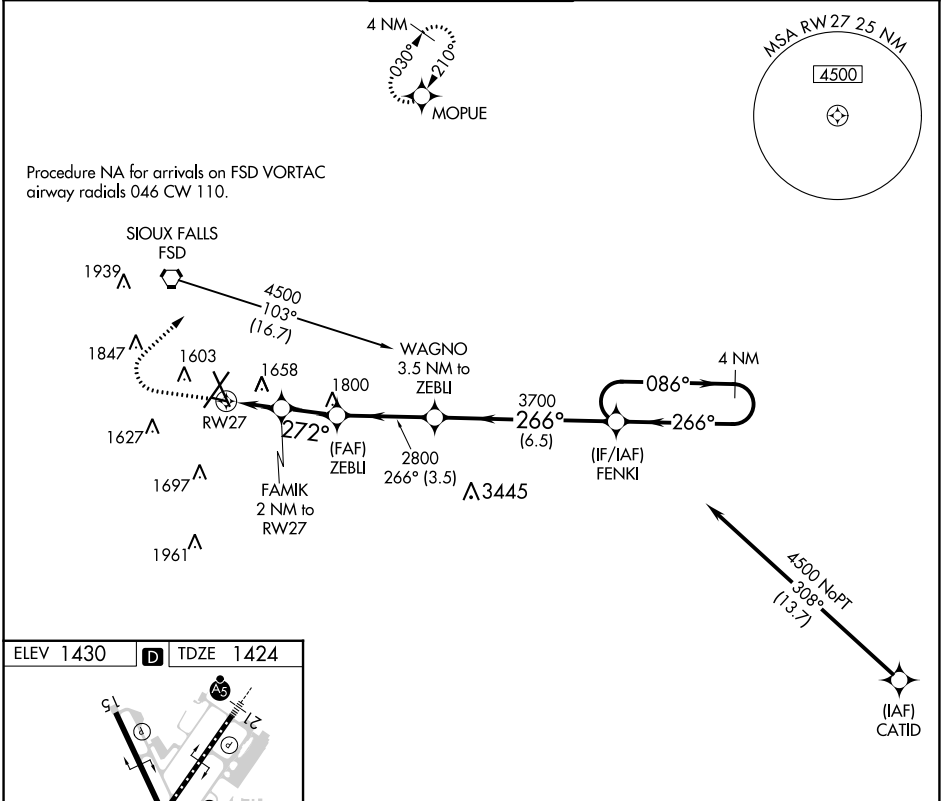 4 NM
030°
210°
MOPUE
MSA RW27 25 NM
4500
Procedure NA for arrivals on FSD VORTAC
airway radials 046 CW 110.
SIOUX FALLS
FSD
1939
4500
103°
(16.7)
WAGNO
3.5 NM to
ZEBLI
4 NM
1847
1603
1658
1800
3700
266°
(6.5)
086°
266°
RW27
272°
(FAF)
ZEBLI
2800
266° (3.5)
(IF/IAF)
FENKI
1627
3445
1697
FAMIK
2 NM to
RW27
1961
4500 NoPT
308°
(13.7)
(IAF)
CATID
ELEV 1430
D
TDZE 1424
A5
15
21
P
P